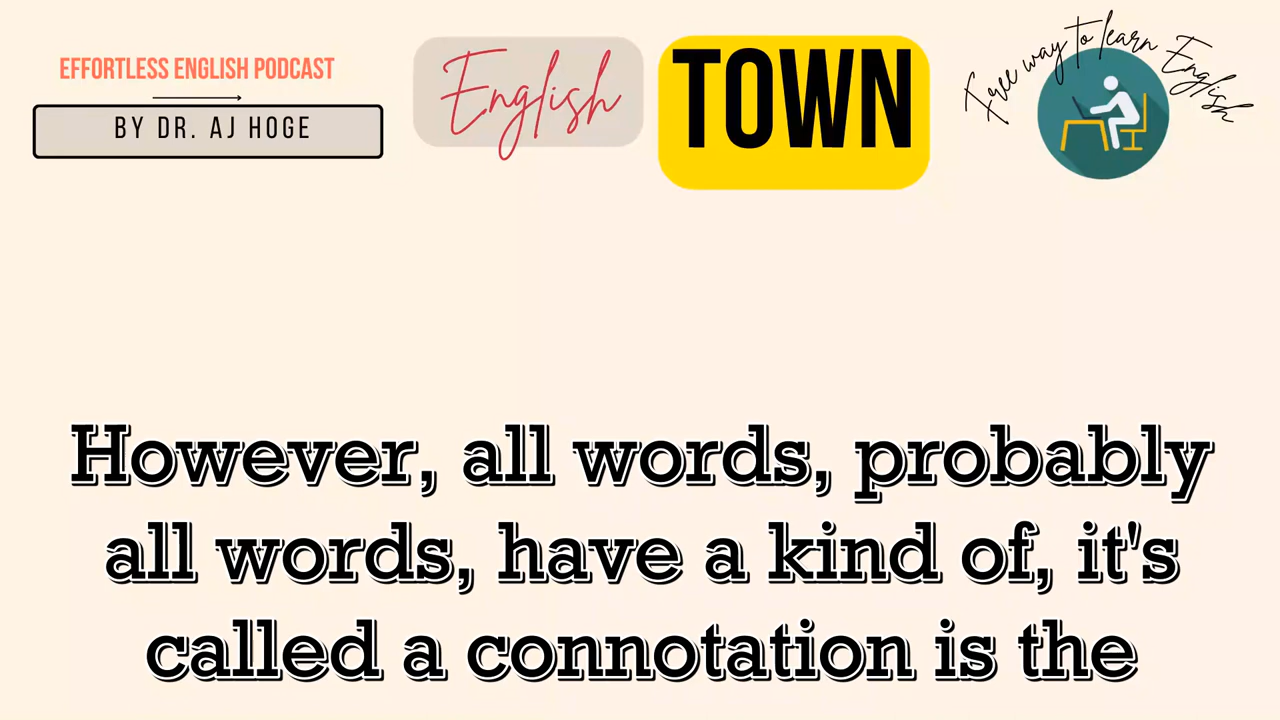 EFFORTLESS ENGLISH PODCAST
BY DR. AJ HOGE
English
TOWN
Free way to learn English
However, all words, probably
all words, have a kind of, it's
called a connotation is the